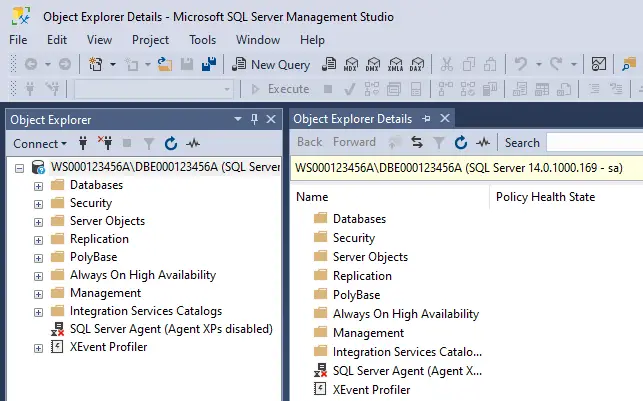 Object Explorer Details - Microsoft SQL Server Management Studio
File Edit View Project Tools Window Help
New Query MDX DMX XMLA DAX
Execute
Object Explorer
Connect
WS000123456A\DBE000123456A (SQL Server
Databases
Security
Server Objects
Replication
PolyBase
Always On High Availability
Management
Integration Services Catalogs
SQL Server Agent (Agent XPs disabled)
XEvent Profiler
Object Explorer Details
Back Forward Search
WS000123456A\DBE000123456A (SQL Server 14.0.1000.169 - sa)
Name Policy Health State
Databases
Security
Server Objects
Replication
PolyBase
Always On High Availability
Management
Integration Services Catalo...
SQL Server Agent (Agent X...
XEvent Profiler